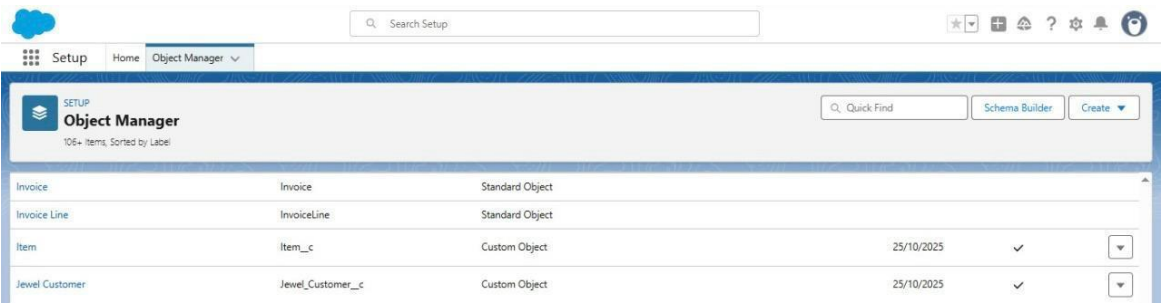 Search Setup
Setup Home Object Manager
SETUP
Object Manager
106+ Items, Sorted by Label
Quick Find
Schema Builder
Create
Invoice Invoice Standard Object
Invoice Line InvoiceLine Standard Object
Item Item__c Custom Object 25/10/2025
Jewel Customer Jewel_Customer__c Custom Object 25/10/2025